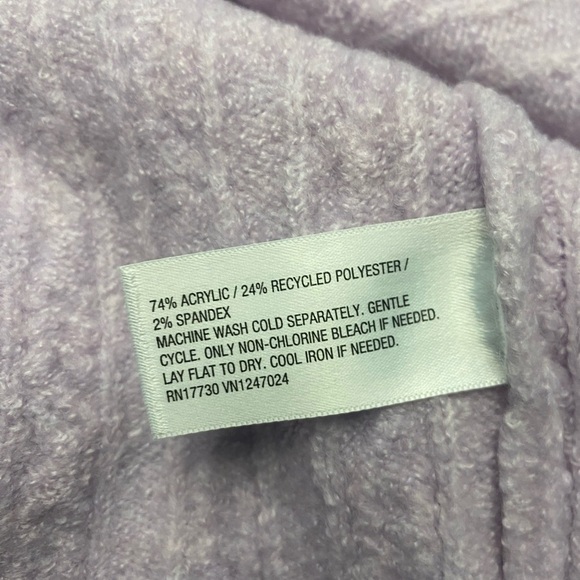 74% ACRYLIC / 24% RECYCLED POLYESTER /
2% SPANDEX
MACHINE WASH COLD SEPARATELY. GENTLE
CYCLE. ONLY NON-CHLORINE BLEACH IF NEEDED.
LAY FLAT TO DRY. COOL IRON IF NEEDED.
RN17730 VN1247024